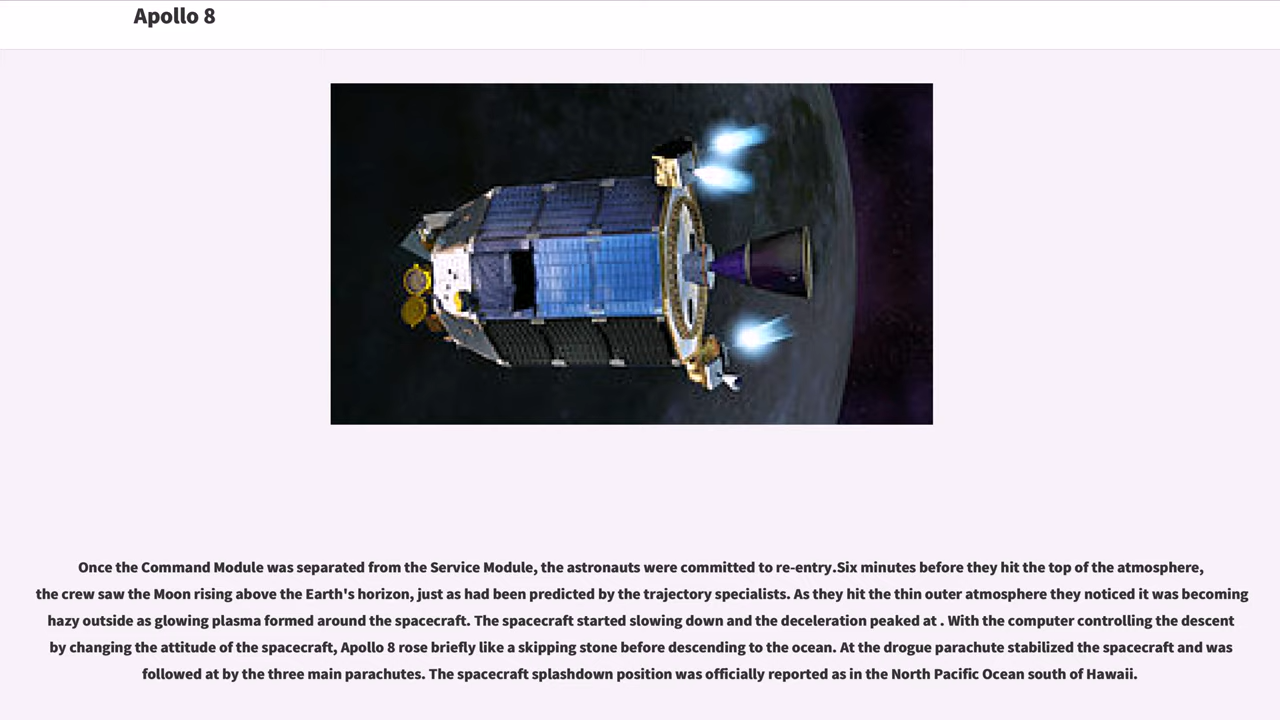 Apollo 8
Once the Command Module was separated from the Service Module, the astronauts were committed to re-entry.Six minutes before they hit the top of the atmosphere,
the crew saw the Moon rising above the Earth's horizon, just as had been predicted by the trajectory specialists. As they hit the thin outer atmosphere they noticed it was becoming
hazy outside as glowing plasma formed around the spacecraft. The spacecraft started slowing down and the deceleration peaked at . With the computer controlling the descent
by changing the attitude of the spacecraft, Apollo 8 rose briefly like a skipping stone before descending to the ocean. At the drogue parachute stabilized the spacecraft and was
followed at by the three main parachutes. The spacecraft splashdown position was officially reported as in the North Pacific Ocean south of Hawaii.